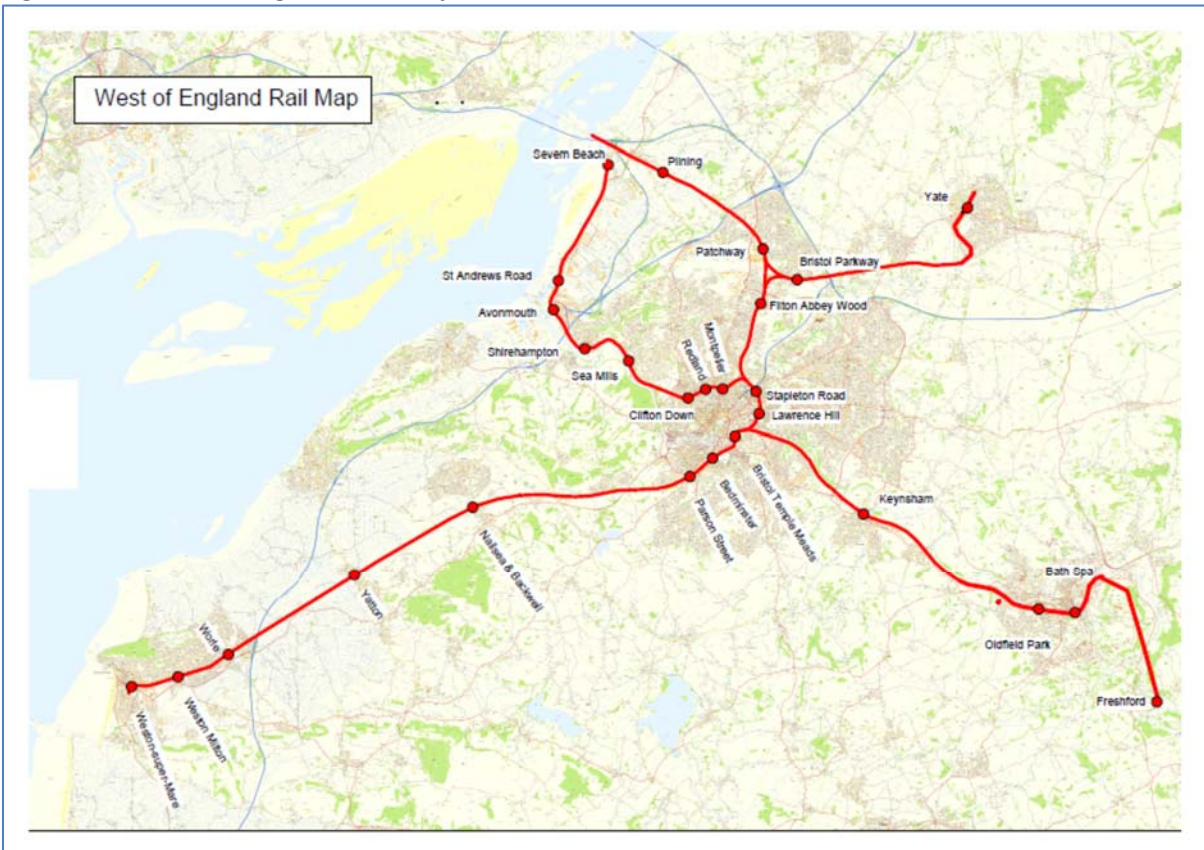 West of England Rail Map
Severn Beach
Pilning
Yate
Patchway
Bristol Parkway
St Andrews Road
Filton Abbey Wood
Avonmouth
Montpelier
Redland
Shirehampton
Sea Mills
Stapleton Road
Clifton Down
Lawrence Hill
Bristol Temple Meads
Bedminster
Parson Street
Keynsham
Nailsea & Backwell
Bath Spa
Yatton
Oldfield Park
Worle
Freshford
Weston Milton
Weston-super-Mare